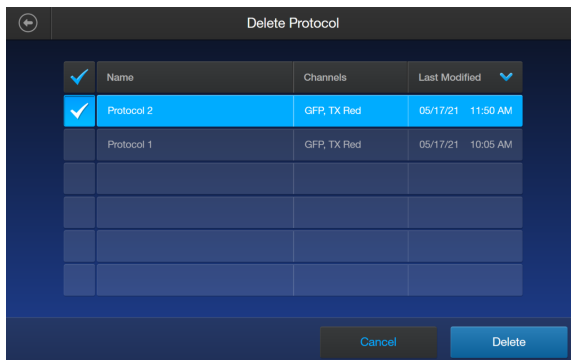 Delete Protocol
Name Channels Last Modified
Protocol 2 GFP, TX Red 05/17/21 11:50 AM
Protocol 1 GFP, TX Red 05/17/21 10:05 AM
Cancel Delete